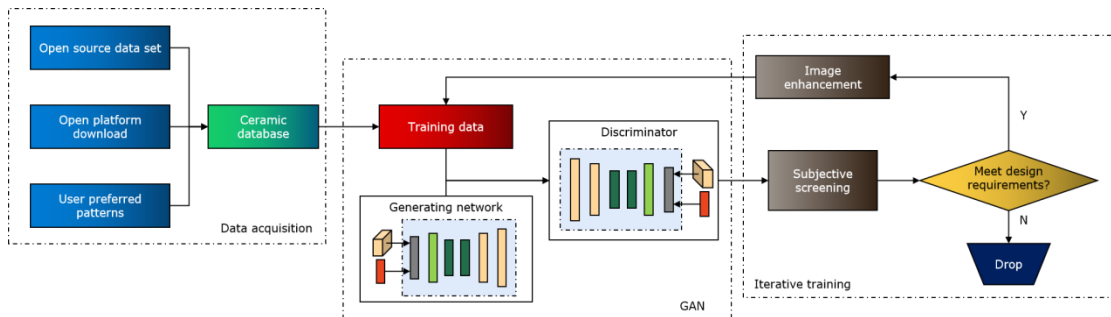 Open source data set
Open platform
download
User preferred
patterns
Ceramic
database
Data acquisition
Training data
Generating network
Discriminator
GAN
Image
enhancement
Subjective
screening
Meet design
requirements?
Y
N
Drop
Iterative training